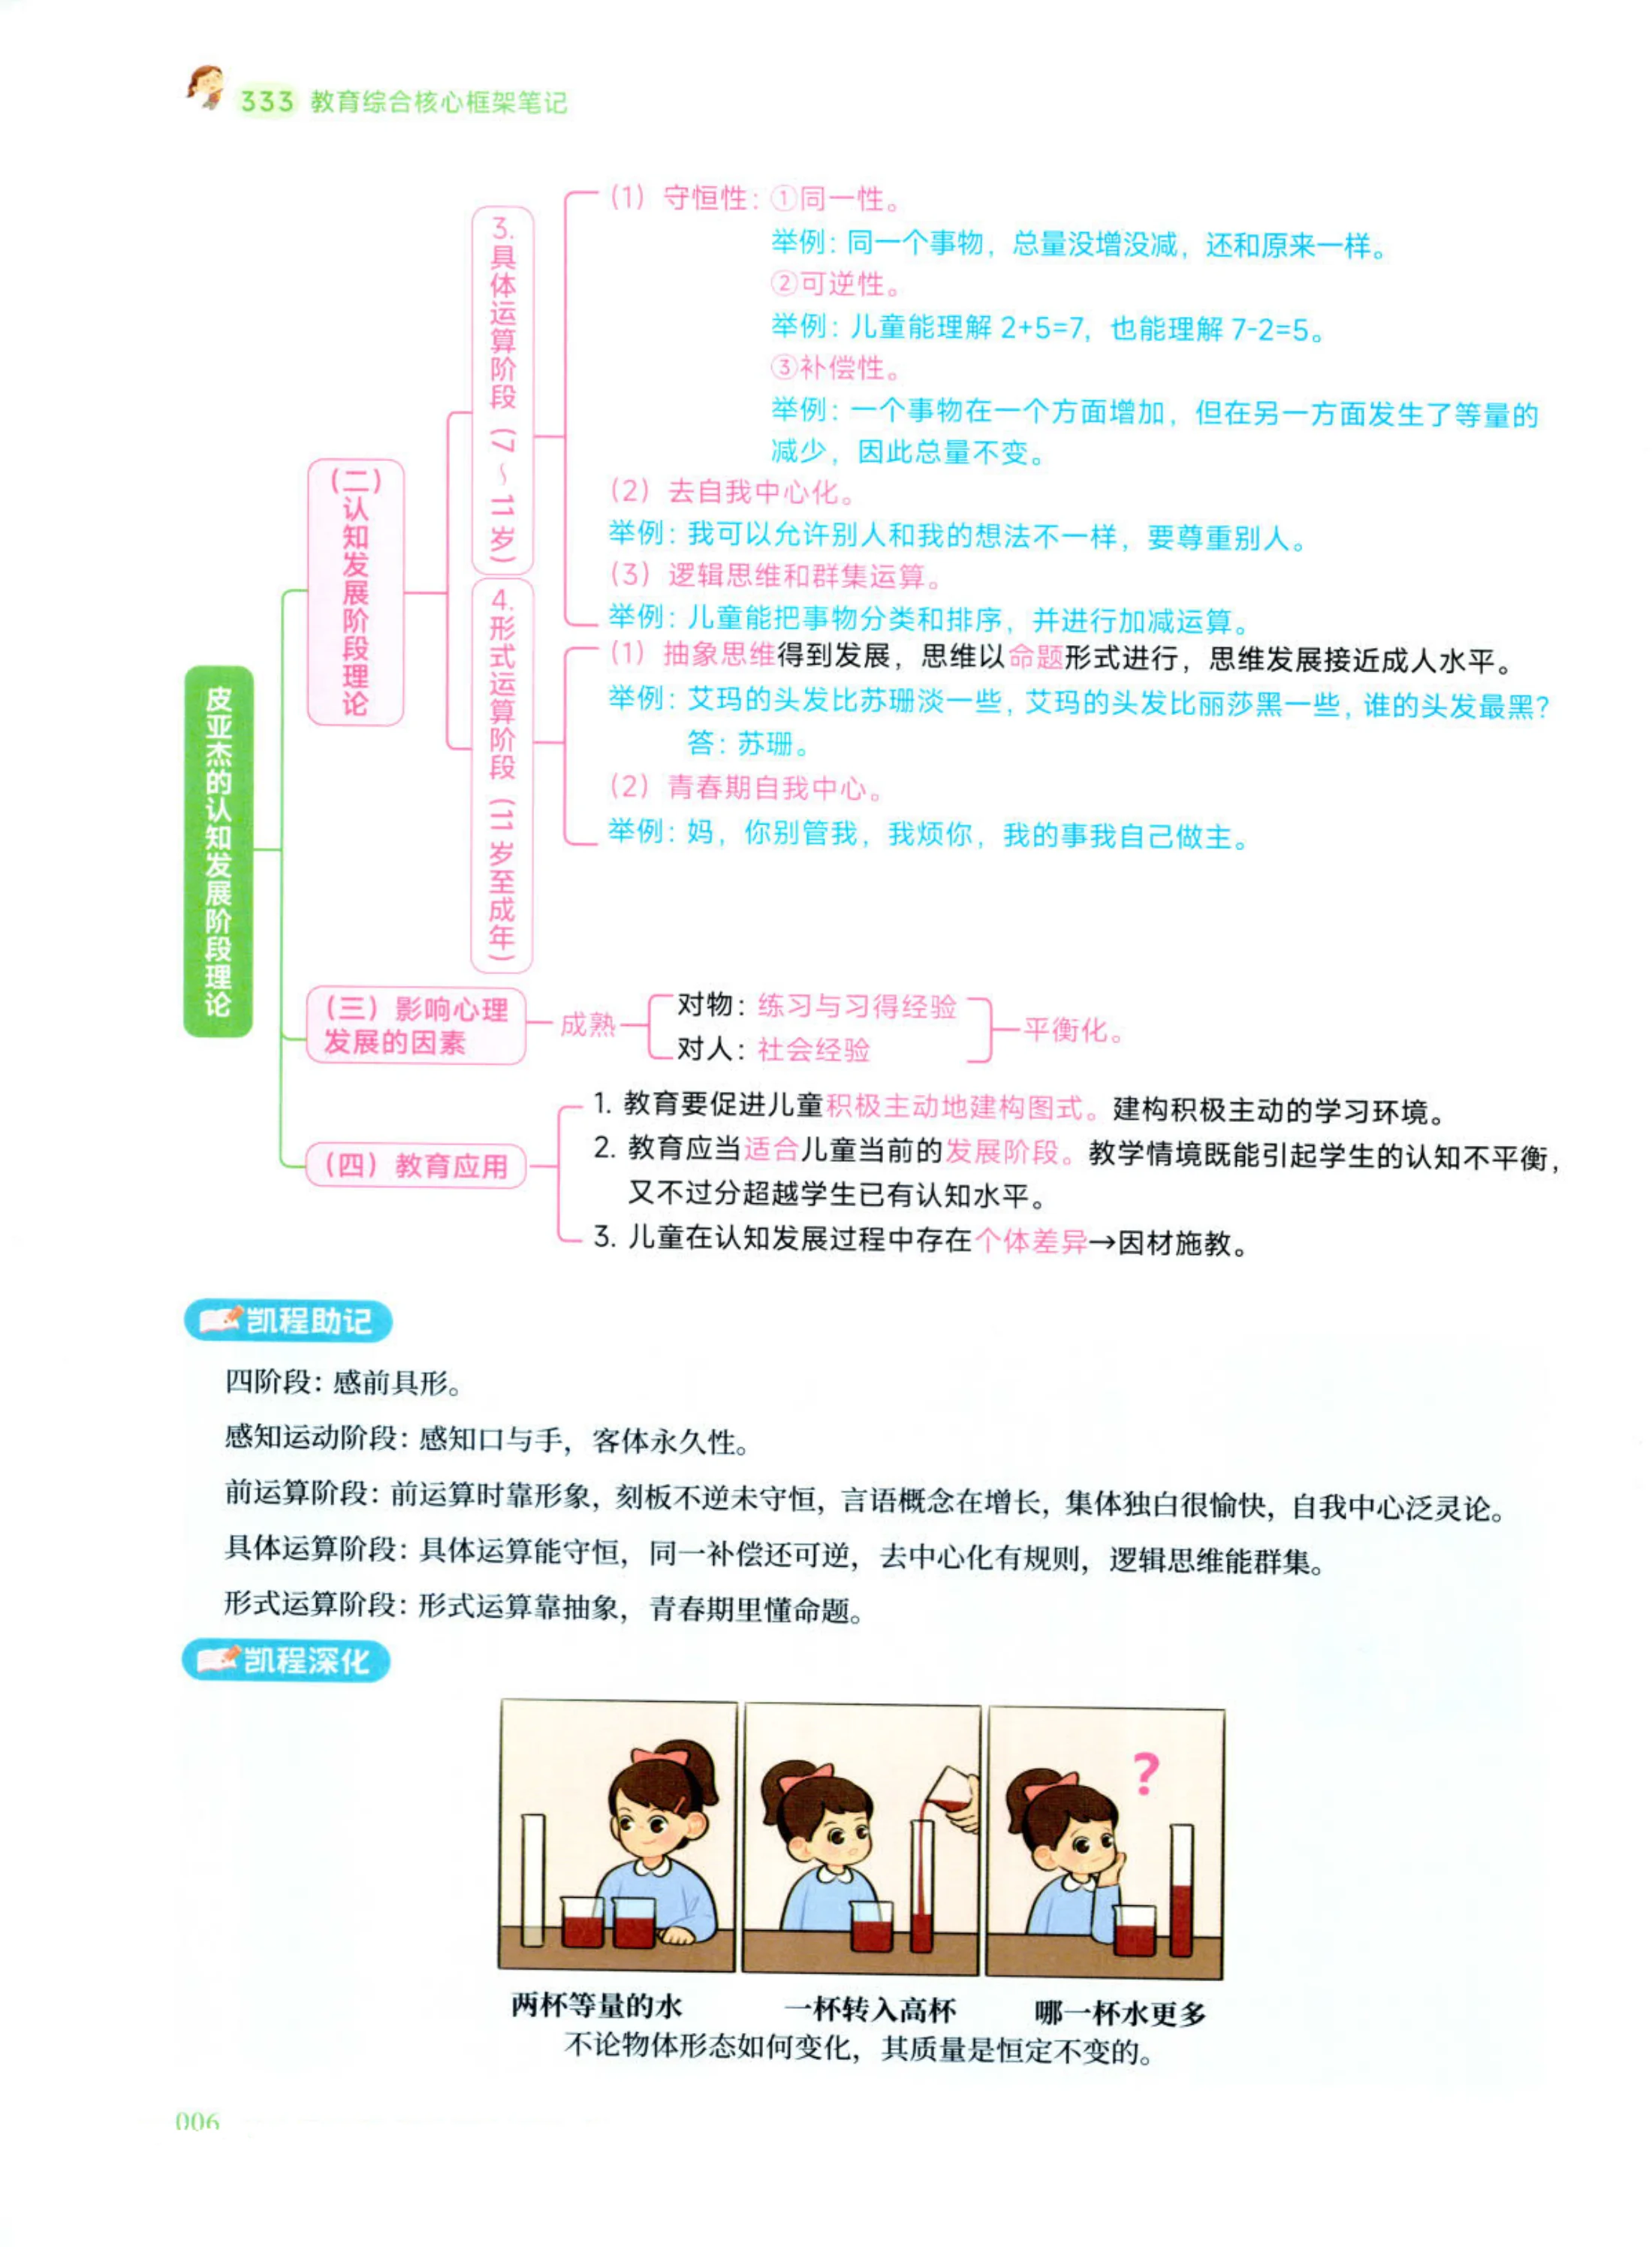 333 教育综合核心框架笔记
皮亚杰的认知发展阶段理论
(二)认知发展阶段理论
3.具体运算阶段(7~11岁)
(1)守恒性:①同一性。
举例:同一个事物,总量没增没减,还和原来一样。
②可逆性。
举例:儿童能理解 2+5=7,也能理解 7-2=5。
③补偿性。
举例:一个事物在一个方面增加,但在另一方面发生了等量的
减少,因此总量不变。
(2)去自我中心化。
举例:我可以允许别人和我的想法不一样,要尊重别人。
(3)逻辑思维和群集运算。
举例:儿童能把事物分类和排序,并进行加减运算。
4.形式运算阶段(11岁至成年)
(1)抽象思维得到发展,思维以命题形式进行,思维发展接近成人水平。
举例:艾玛的头发比苏珊淡一些,艾玛的头发比丽莎黑一些,谁的头发最黑?
答:苏珊。
(2)青春期自我中心。
举例:妈,你别管我,我烦你,我的事我自己做主。
(三)影响心理
发展的因素
成熟
对物:练习与习得经验
对人:社会经验
平衡化。
(四)教育应用
1. 教育要促进儿童积极主动地建构图式。建构积极主动的学习环境。
2. 教育应当适合儿童当前的发展阶段。教学情境既能引起学生的认知不平衡,
又不过分超越学生已有认知水平。
3. 儿童在认知发展过程中存在个体差异→因材施教。
凯程助记
四阶段:感前具形。
感知运动阶段:感知口与手,客体永久性。
前运算阶段:前运算时靠形象,刻板不逆未守恒,言语概念在增长,集体独白很愉快,自我中心泛灵论。
具体运算阶段:具体运算能守恒,同一补偿还可逆,去中心化有规则,逻辑思维能群集。
形式运算阶段:形式运算靠抽象,青春期里懂命题。
凯程深化
?
两杯等量的水 一杯转入高杯 哪一杯水更多
不论物体形态如何变化,其质量是恒定不变的。
006